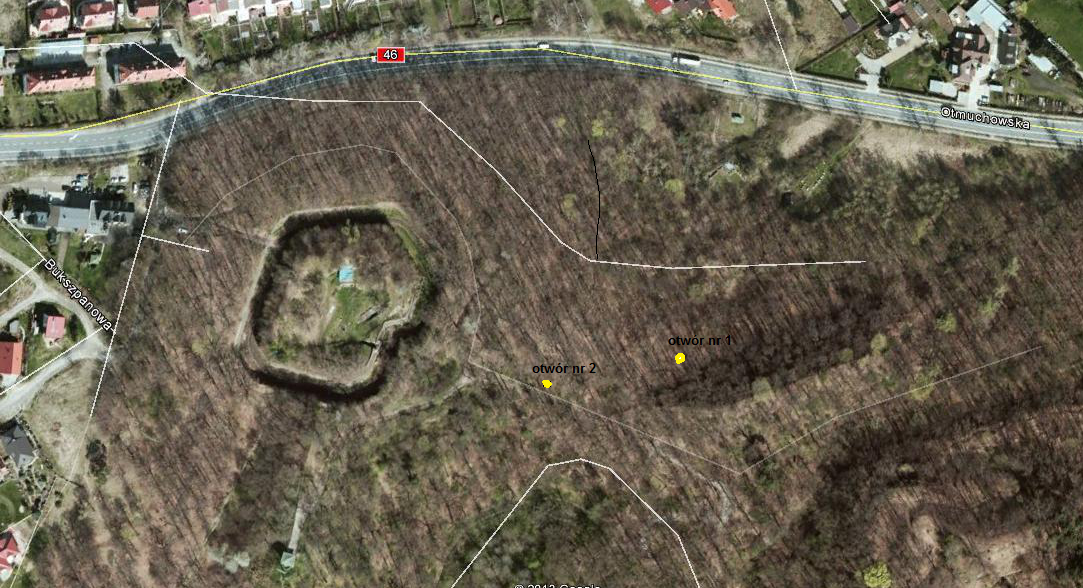 46
Otmuchowska
Bukszpanowa
otwór nr 1
otwór nr 2